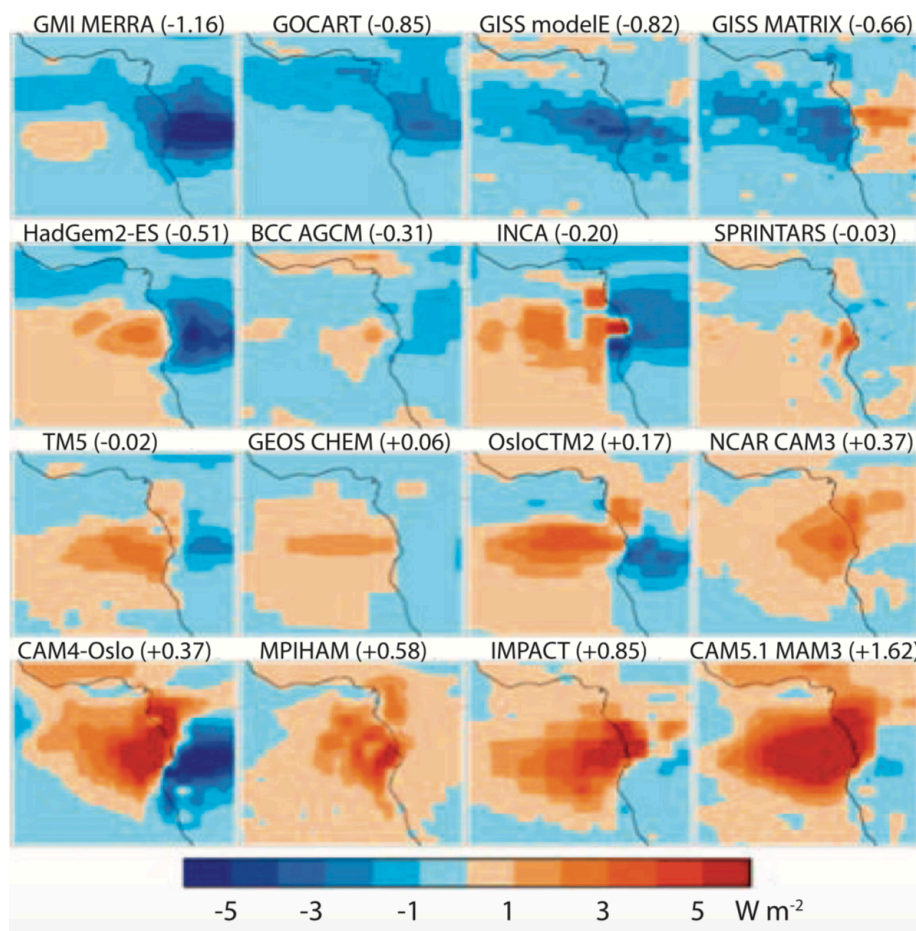 GMI MERRA (-1.16) GOCART (-0.85) GISS modelE (-0.82) GISS MATRIX (-0.66)
HadGem2-ES (-0.51) BCC AGCM (-0.31) INCA (-0.20) SPRINTARS (-0.03)
TM5 (-0.02) GEOS CHEM (+0.06) OsloCTM2 (+0.17) NCAR CAM3 (+0.37)
CAM4-Oslo (+0.37) MPIHAM (+0.58) IMPACT (+0.85) CAM5.1 MAM3 (+1.62)
-5 -3 -1 1 3 5 W m⁻²